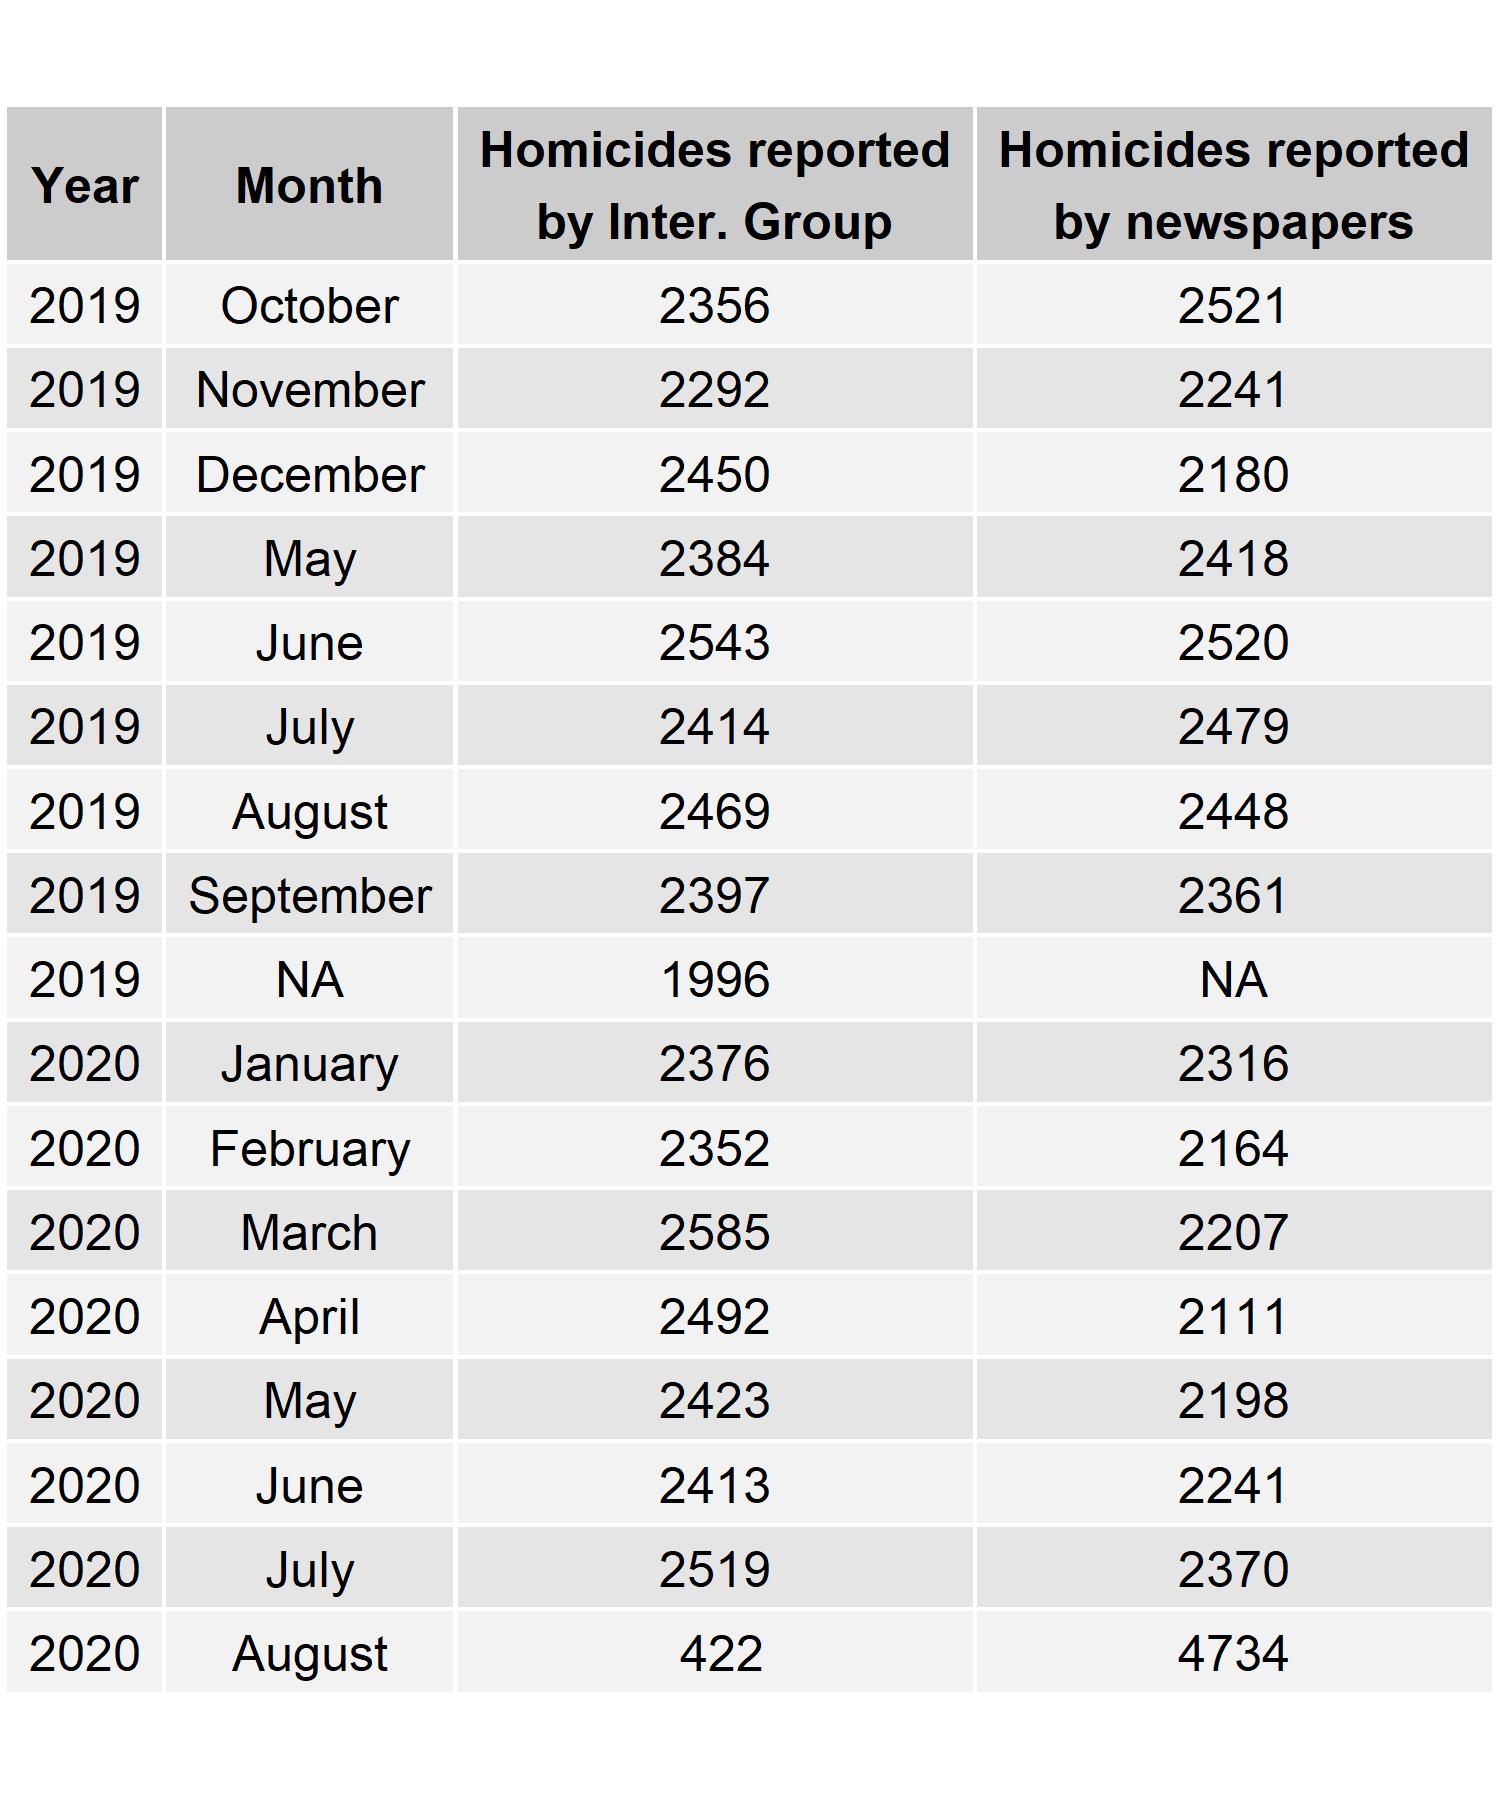 Year Month Homicides reported by Inter. Group Homicides reported by newspapers
2019 October 2356 2521
2019 November 2292 2241
2019 December 2450 2180
2019 May 2384 2418
2019 June 2543 2520
2019 July 2414 2479
2019 August 2469 2448
2019 September 2397 2361
2019 NA 1996 NA
2020 January 2376 2316
2020 February 2352 2164
2020 March 2585 2207
2020 April 2492 2111
2020 May 2423 2198
2020 June 2413 2241
2020 July 2519 2370
2020 August 422 4734